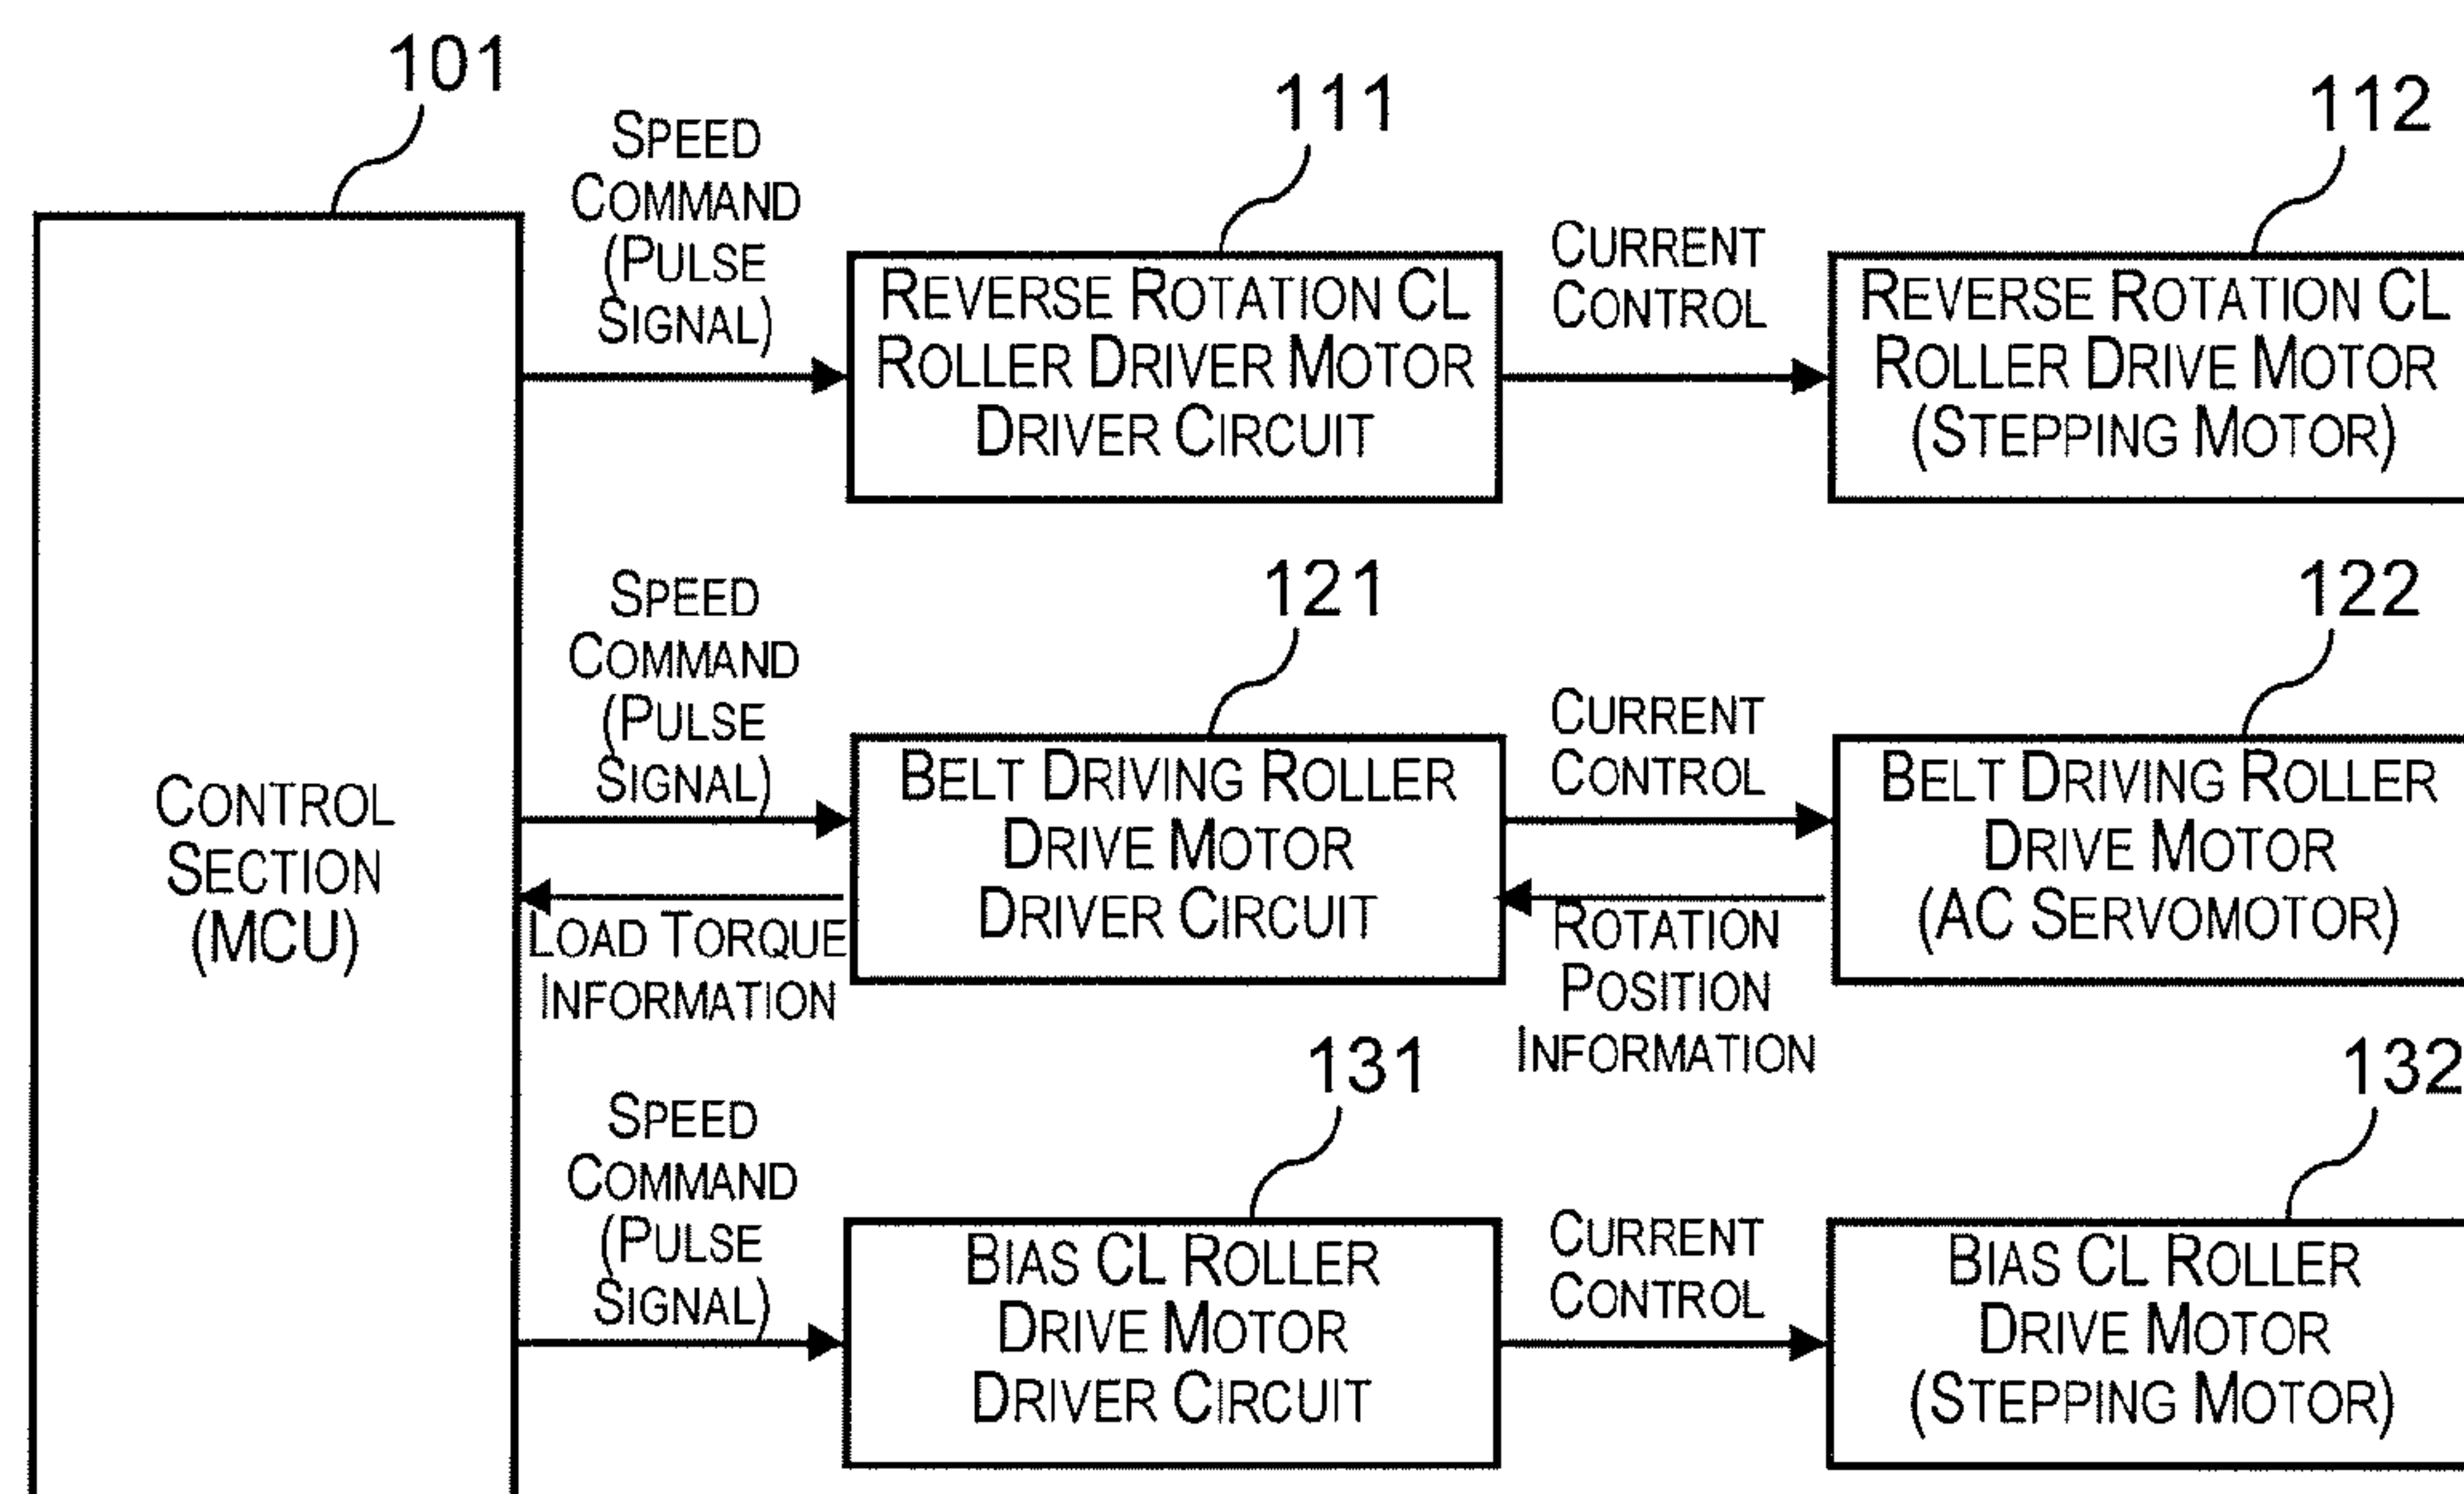 101
SPEED
COMMAND
(PULSE
SIGNAL)
111
REVERSE ROTATION CL
ROLLER DRIVER MOTOR
DRIVER CIRCUIT
CURRENT
CONTROL
112
REVERSE ROTATION CL
ROLLER DRIVE MOTOR
(STEPPING MOTOR)
CONTROL
SECTION
(MCU)
SPEED
COMMAND
(PULSE
SIGNAL)
LOAD TORQUE
INFORMATION
121
BELT DRIVING ROLLER
DRIVE MOTOR
DRIVER CIRCUIT
CURRENT
CONTROL
ROTATION
POSITION
INFORMATION
122
BELT DRIVING ROLLER
DRIVE MOTOR
(AC SERVOMOTOR)
SPEED
COMMAND
(PULSE
SIGNAL)
131
BIAS CL ROLLER
DRIVE MOTOR
DRIVER CIRCUIT
CURRENT
CONTROL
132
BIAS CL ROLLER
DRIVE MOTOR
(STEPPING MOTOR)